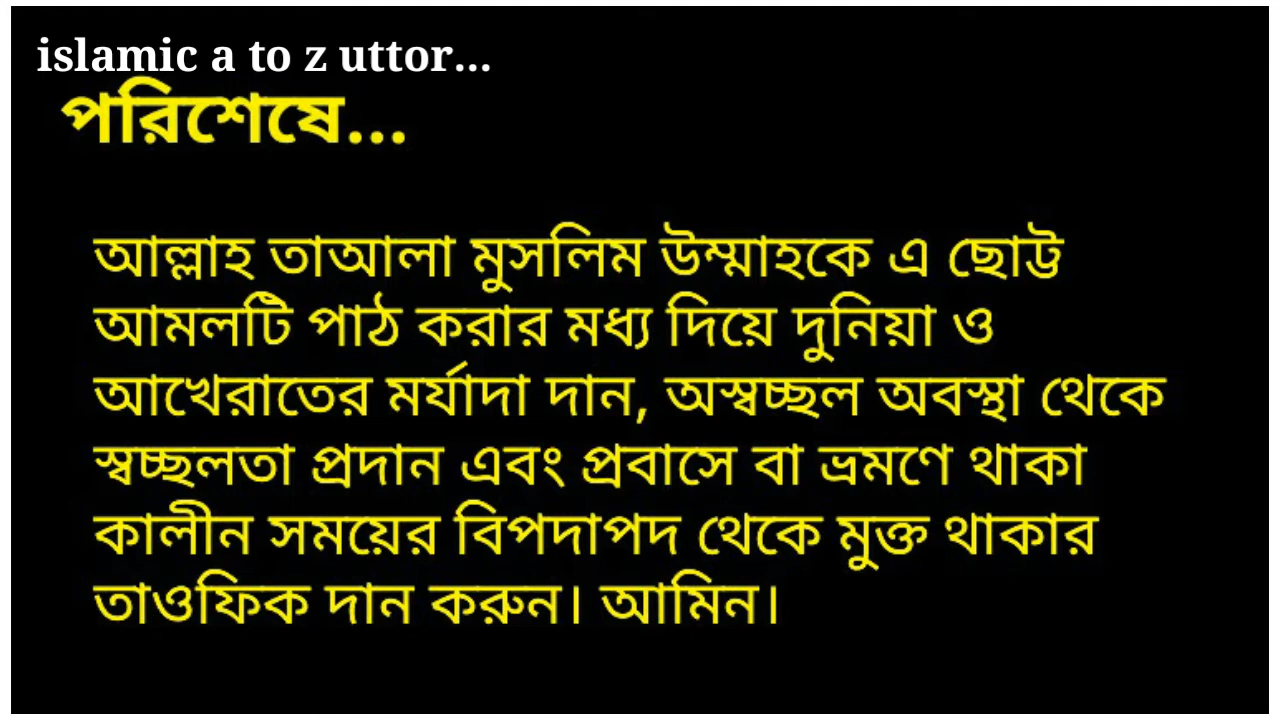 islamic a to z uttor...
পরিশেষে...
আল্লাহ তাআলা মুসলিম উম্মাহকে এ ছোট্ট
আমলটি পাঠ করার মধ্য দিয়ে দুনিয়া ও
আখেরাতের মর্যাদা দান, অস্বচ্ছল অবস্থা থেকে
স্বচ্ছলতা প্রদান এবং প্রবাসে বা ভ্রমণে থাকা
কালীন সময়ের বিপদাপদ থেকে মুক্ত থাকার
তাওফিক দান করুন। আমিন।